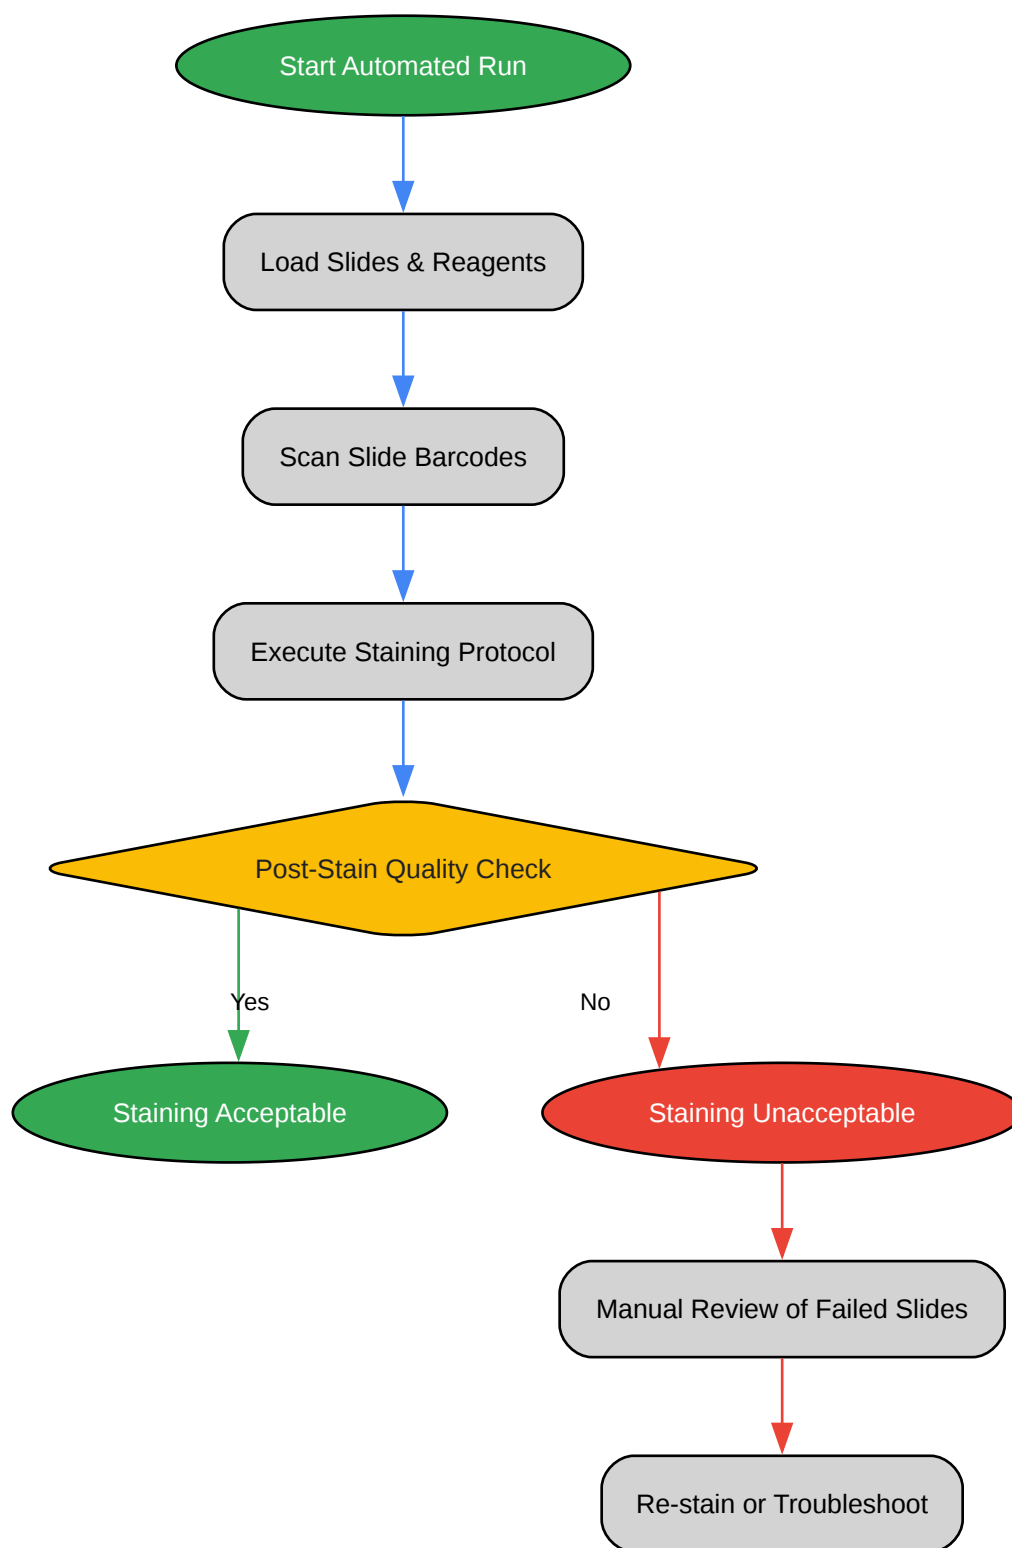 Start Automated Run
Load Slides & Reagents
Scan Slide Barcodes
Execute Staining Protocol
Post-Stain Quality Check
Yes
No
Staining Acceptable
Staining Unacceptable
Manual Review of Failed Slides
Re-stain or Troubleshoot